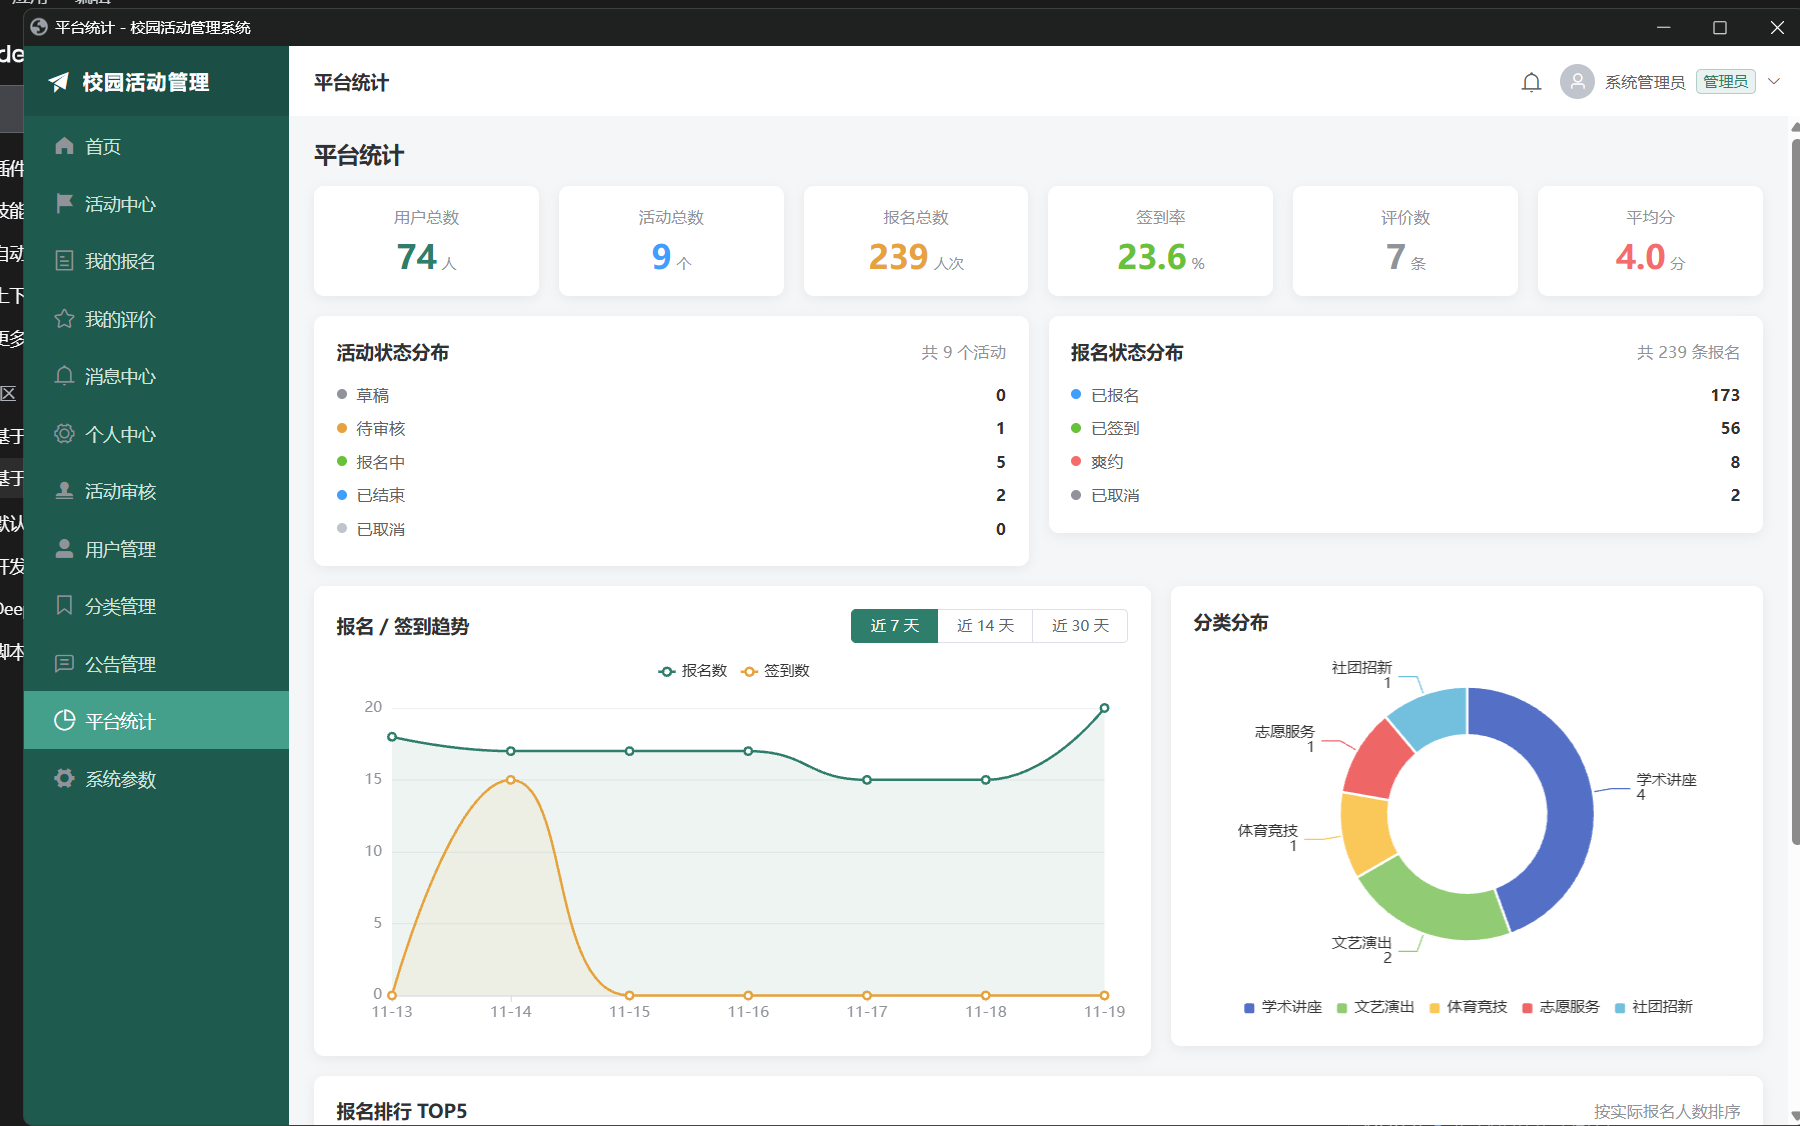 平台统计 - 校园活动管理系统
校园活动管理
首页
活动中心
我的报名
我的评价
消息中心
个人中心
活动审核
用户管理
分类管理
公告管理
平台统计
系统参数
平台统计
系统管理员
管理员
平台统计
用户总数
74 人
活动总数
9 个
报名总数
239 人次
签到率
23.6 %
评价数
7 条
平均分
4.0 分
活动状态分布
共 9 个活动
草稿 0
待审核 1
报名中 5
已结束 2
已取消 0
报名状态分布
共 239 条报名
已报名 173
已签到 56
爽约 8
已取消 2
报名 / 签到趋势
近 7 天
近 14 天
近 30 天
报名数 签到数
20
15
10
5
0
11-13 11-14 11-15 11-16 11-17 11-18 11-19
分类分布
社团招新
1
志愿服务
1
体育竞技
1
文艺演出
2
学术讲座
4
学术讲座 文艺演出 体育竞技 志愿服务 社团招新
报名排行 TOP5
按实际报名人数排序